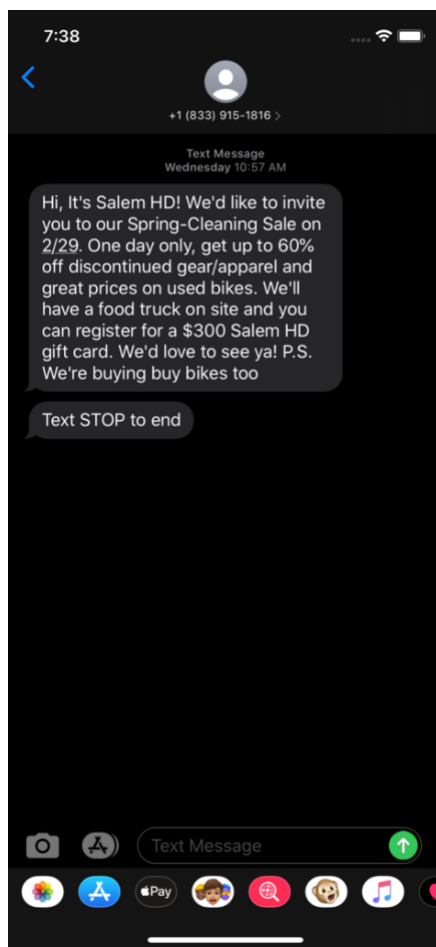 7:38
+1 (833) 915-1816 >
Text Message
Wednesday 10:57 AM
Hi, It's Salem HD! We'd like to invite
you to our Spring-Cleaning Sale on
2/29. One day only, get up to 60%
off discontinued gear/apparel and
great prices on used bikes. We'll
have a food truck on site and you
can register for a $300 Salem HD
gift card. We'd love to see ya! P.S.
We're buying buy bikes too
Text STOP to end
Text Message
Pay